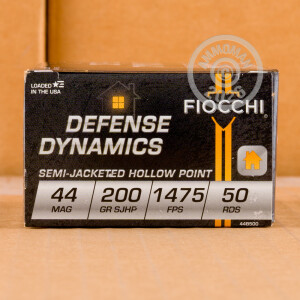 LOADED
IN THE USA
AMMOMAN
FIOCCHI
DEFENSE
DYNAMICS
SEMI-JACKETED HOLLOW POINT
44 200 1475 50
MAG GR SJHP FPS RDS
44B500